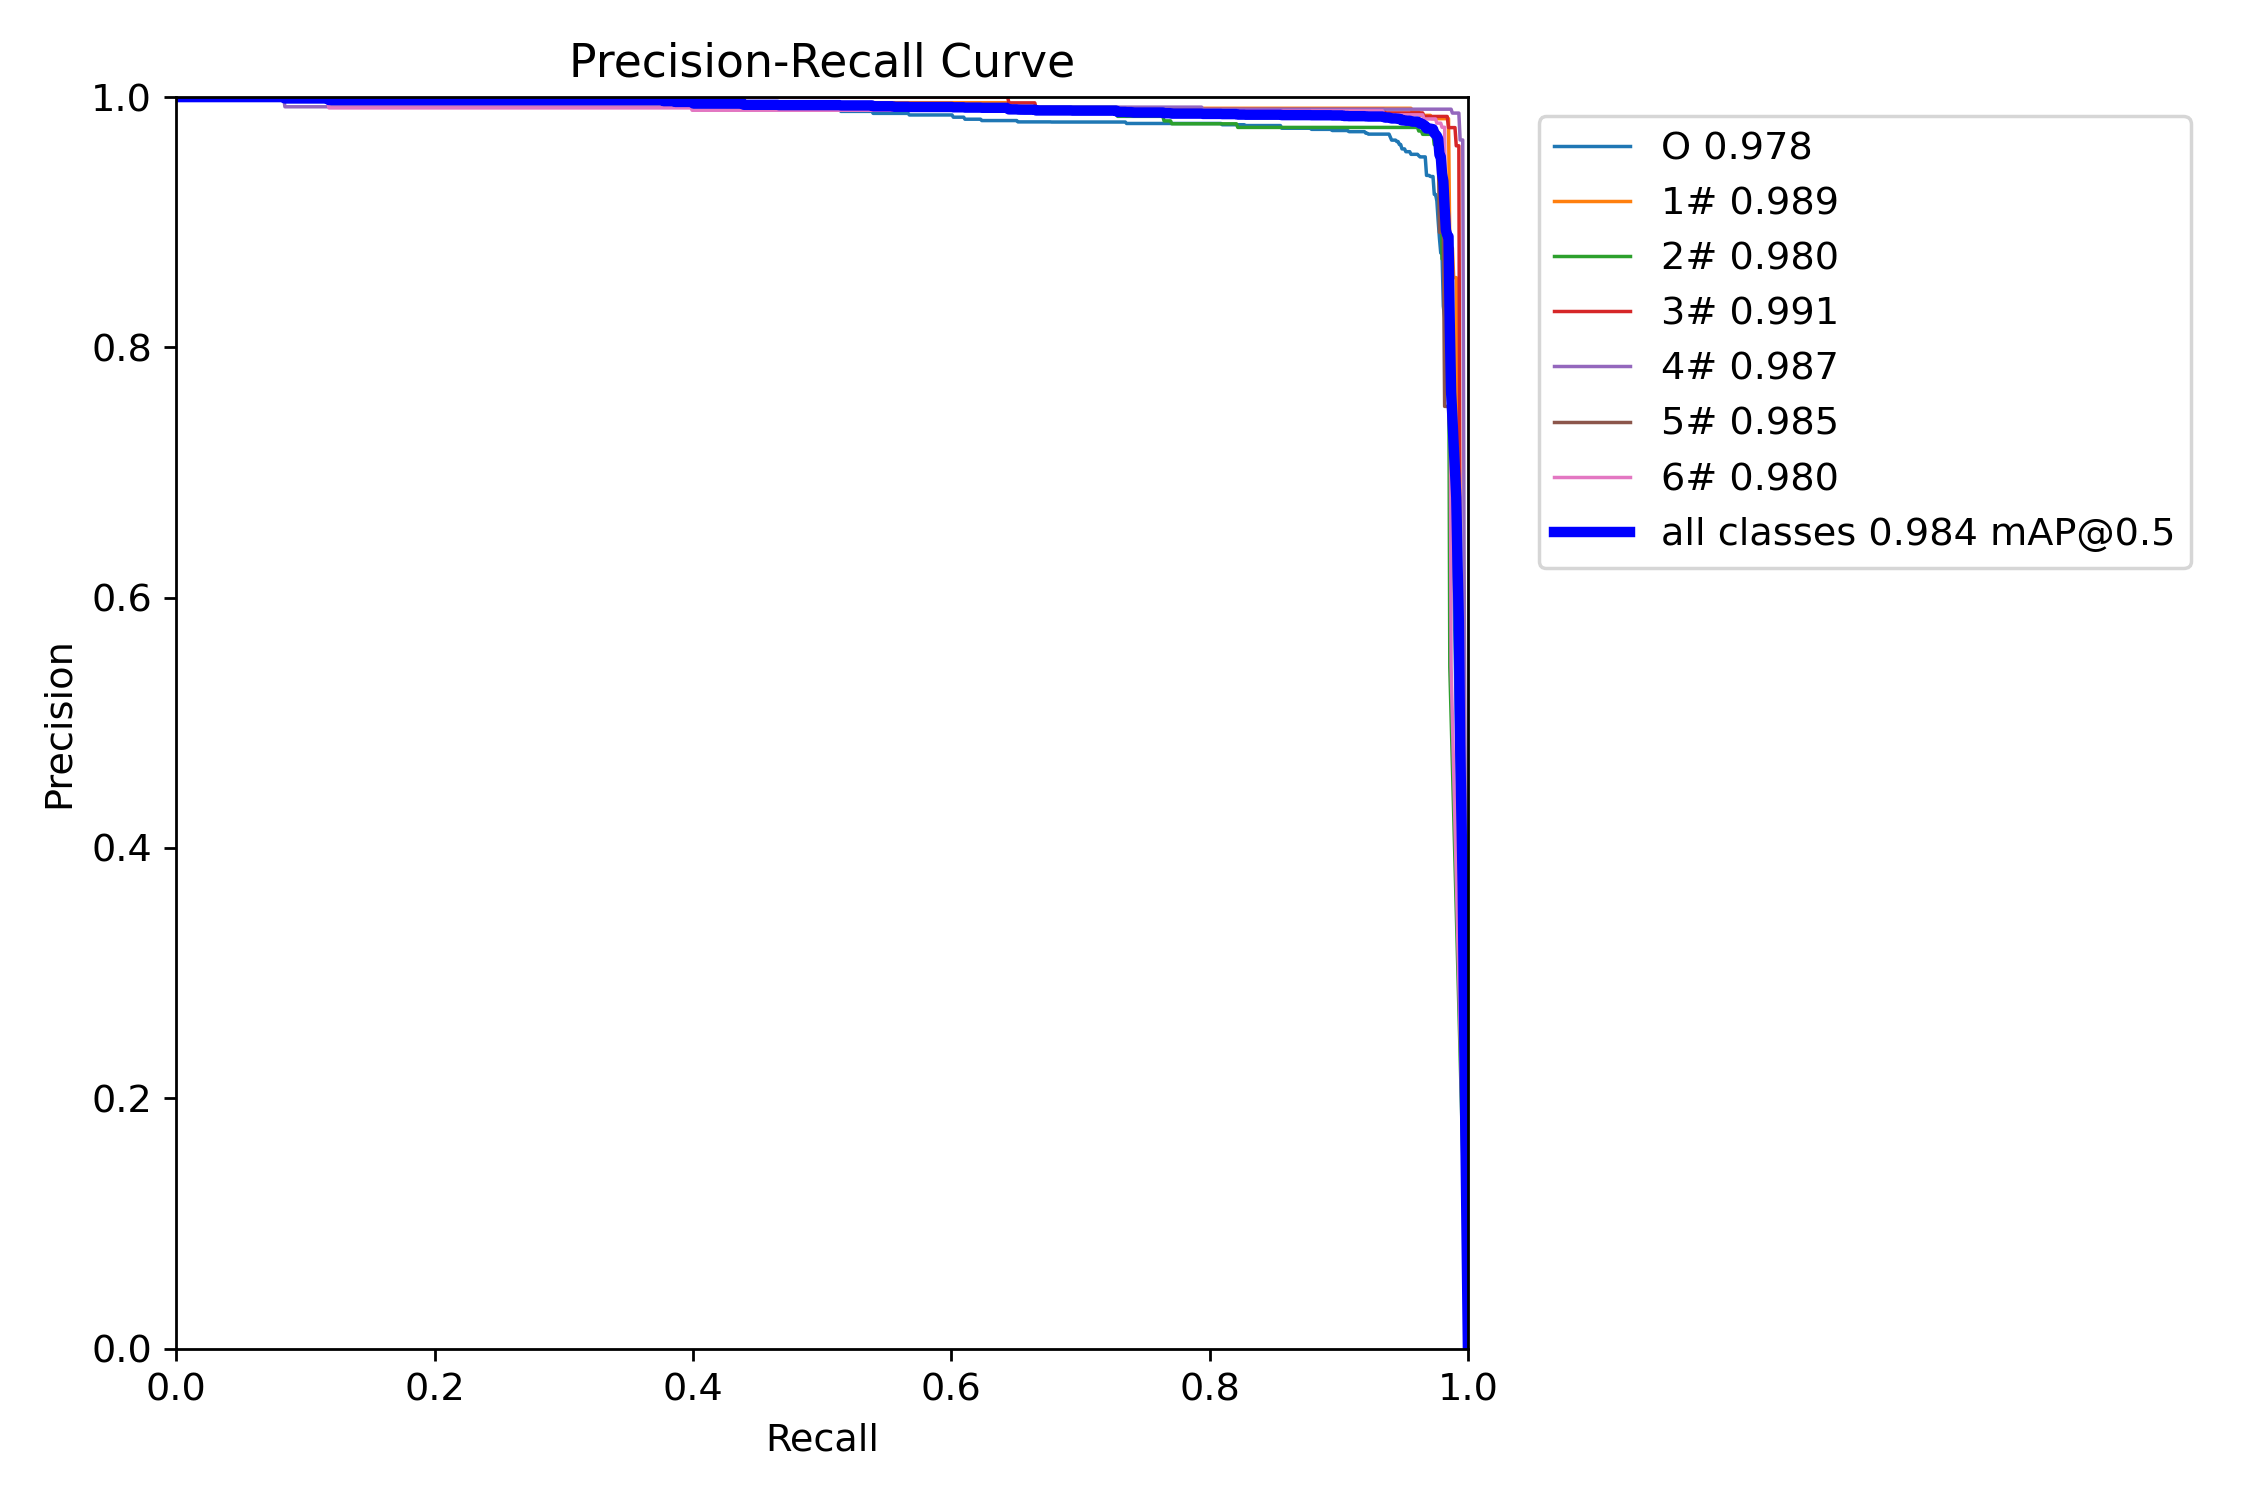 Precision-Recall Curve
1.0
0.8
0.6
0.4
0.2
0.0
Precision
0.0 0.2 0.4 0.6 0.8 1.0
Recall
O 0.978
1# 0.989
2# 0.980
3# 0.991
4# 0.987
5# 0.985
6# 0.980
all classes 0.984 mAP@0.5